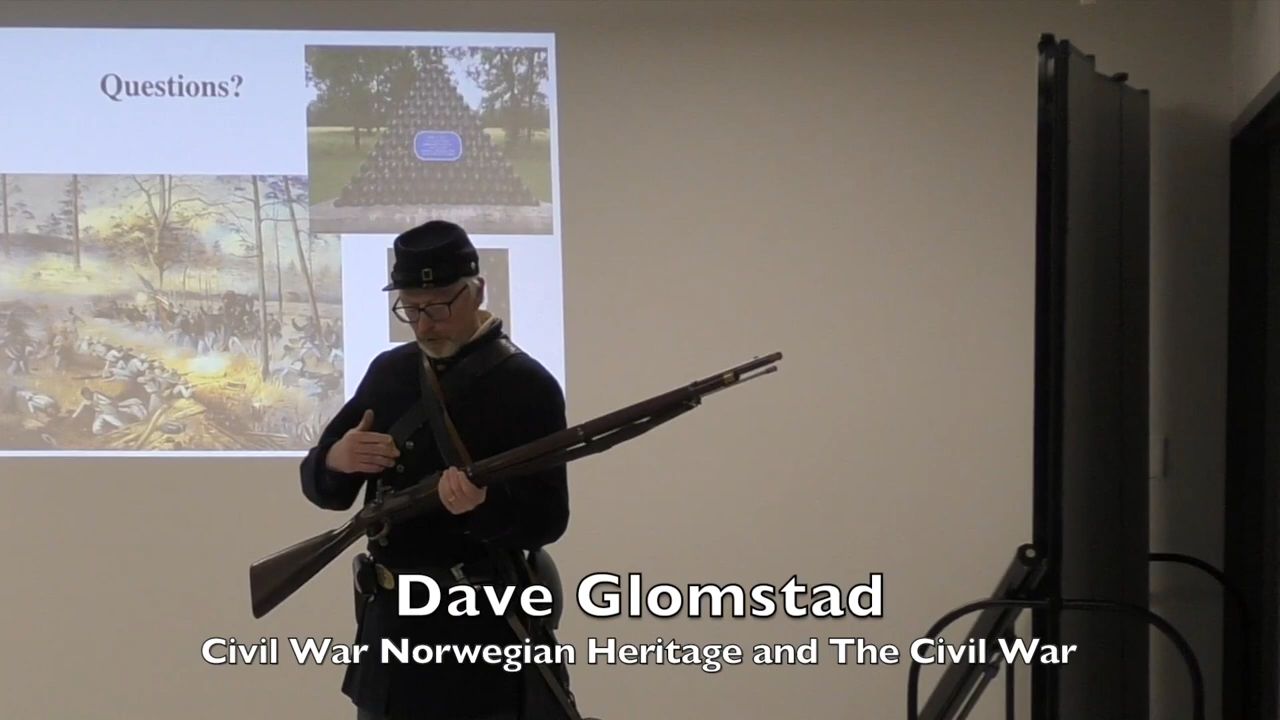 Questions?
Dave Glomstad
Civil War Norwegian Heritage and The Civil War